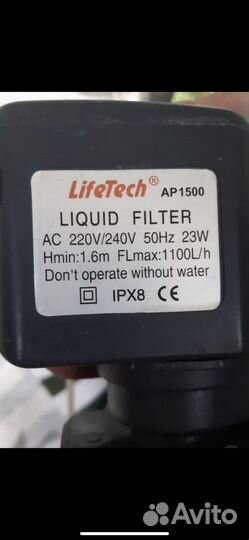 LifeTech® AP1500
LIQUID FILTER
AC 220V/240V 50Hz 23W
Hmin:1.6m FLmax:1100L/h
Don't operate without water
IPX8 CE
Avito